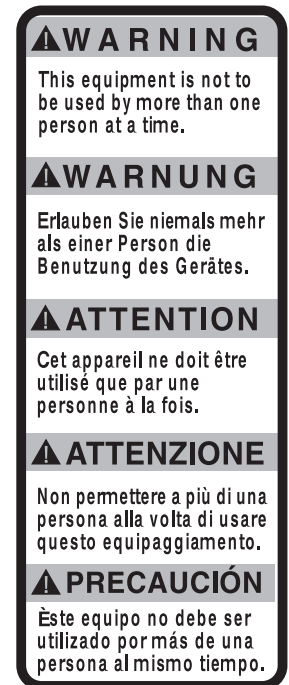 WARNING
This equipment is not to
be used by more than one
person at a time.
WARNUNG
Erlauben Sie niemals mehr
als einer Person die
Benutzung des Gerätes.
ATTENTION
Cet appareil ne doit être
utilisé que par une
personne à la fois.
ATTENZIONE
Non permettere a più di una
persona alla volta di usare
questo equipaggiamento.
PRECAUCIÓN
Èste equipo no debe ser
utilizado por más de una
persona al mismo tiempo.